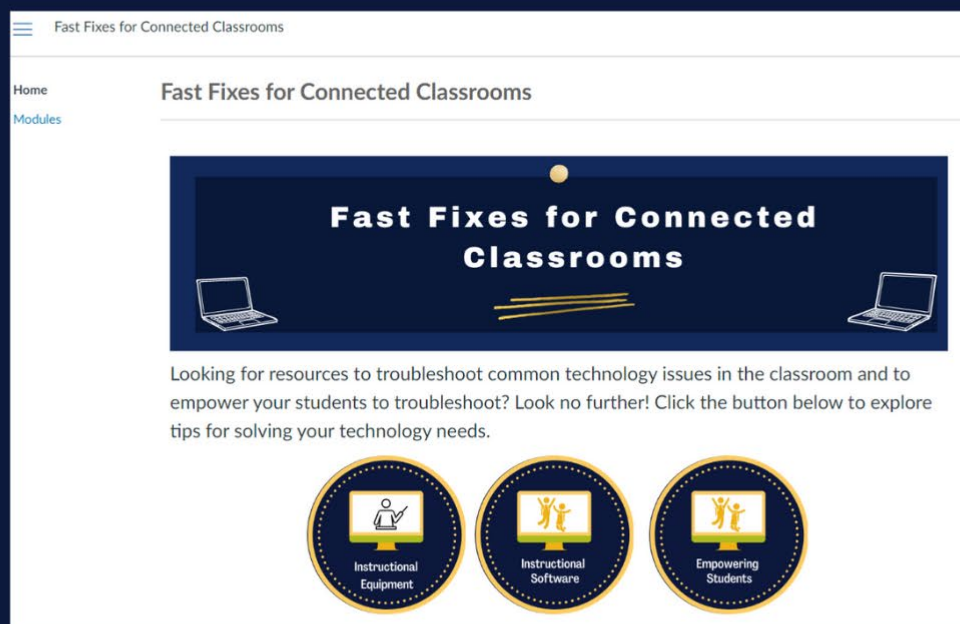 Fast Fixes for Connected Classrooms
Home
Modules
Fast Fixes for Connected Classrooms
Fast Fixes for Connected
Classrooms
Looking for resources to troubleshoot common technology issues in the classroom and to
empower your students to troubleshoot? Look no further! Click the button below to explore
tips for solving your technology needs.
Instructional
Equipment
Instructional
Software
Empowering
Students